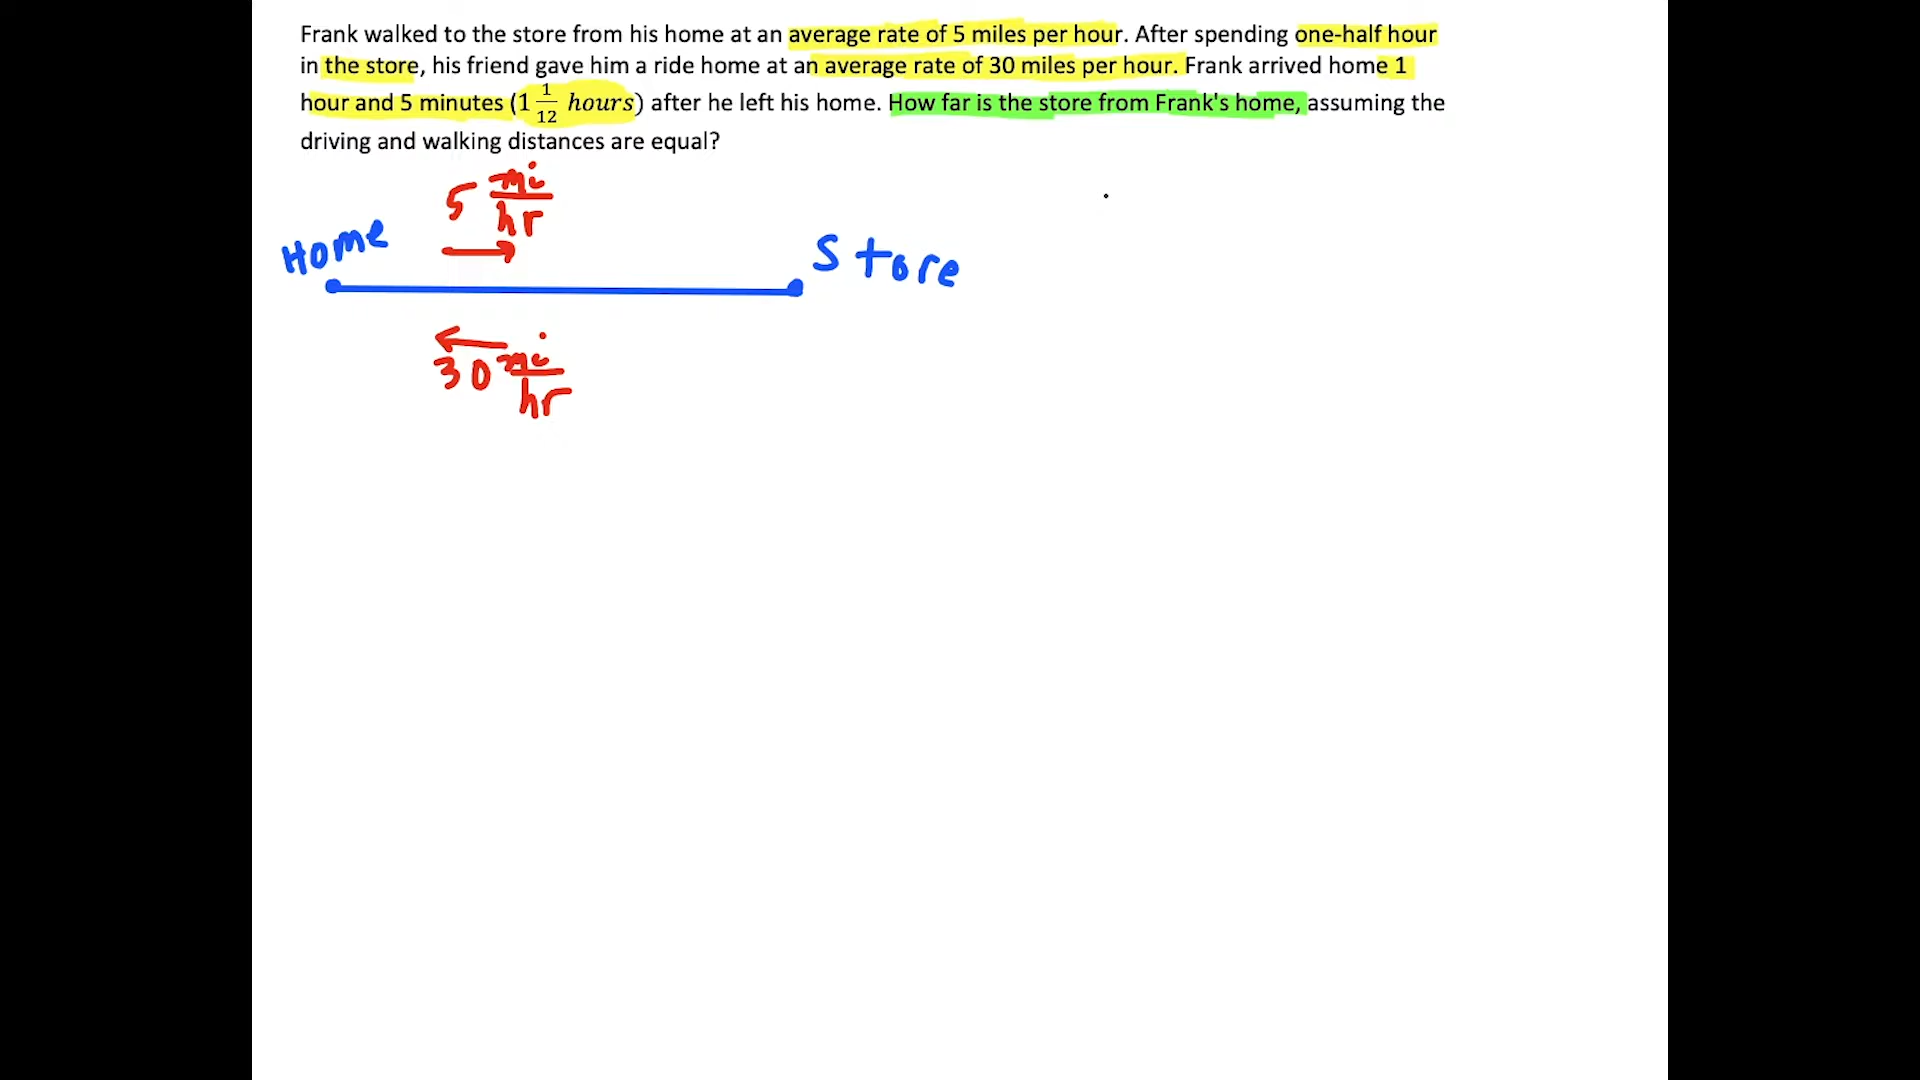 Frank walked to the store from his home at an average rate of 5 miles per hour. After spending one-half hour
in the store, his friend gave him a ride home at an average rate of 30 miles per hour. Frank arrived home 1
hour and 5 minutes (1 1/12 hours) after he left his home. How far is the store from Frank's home, assuming the
driving and walking distances are equal?
5 mi/hr
Home
Store
30 mi/hr